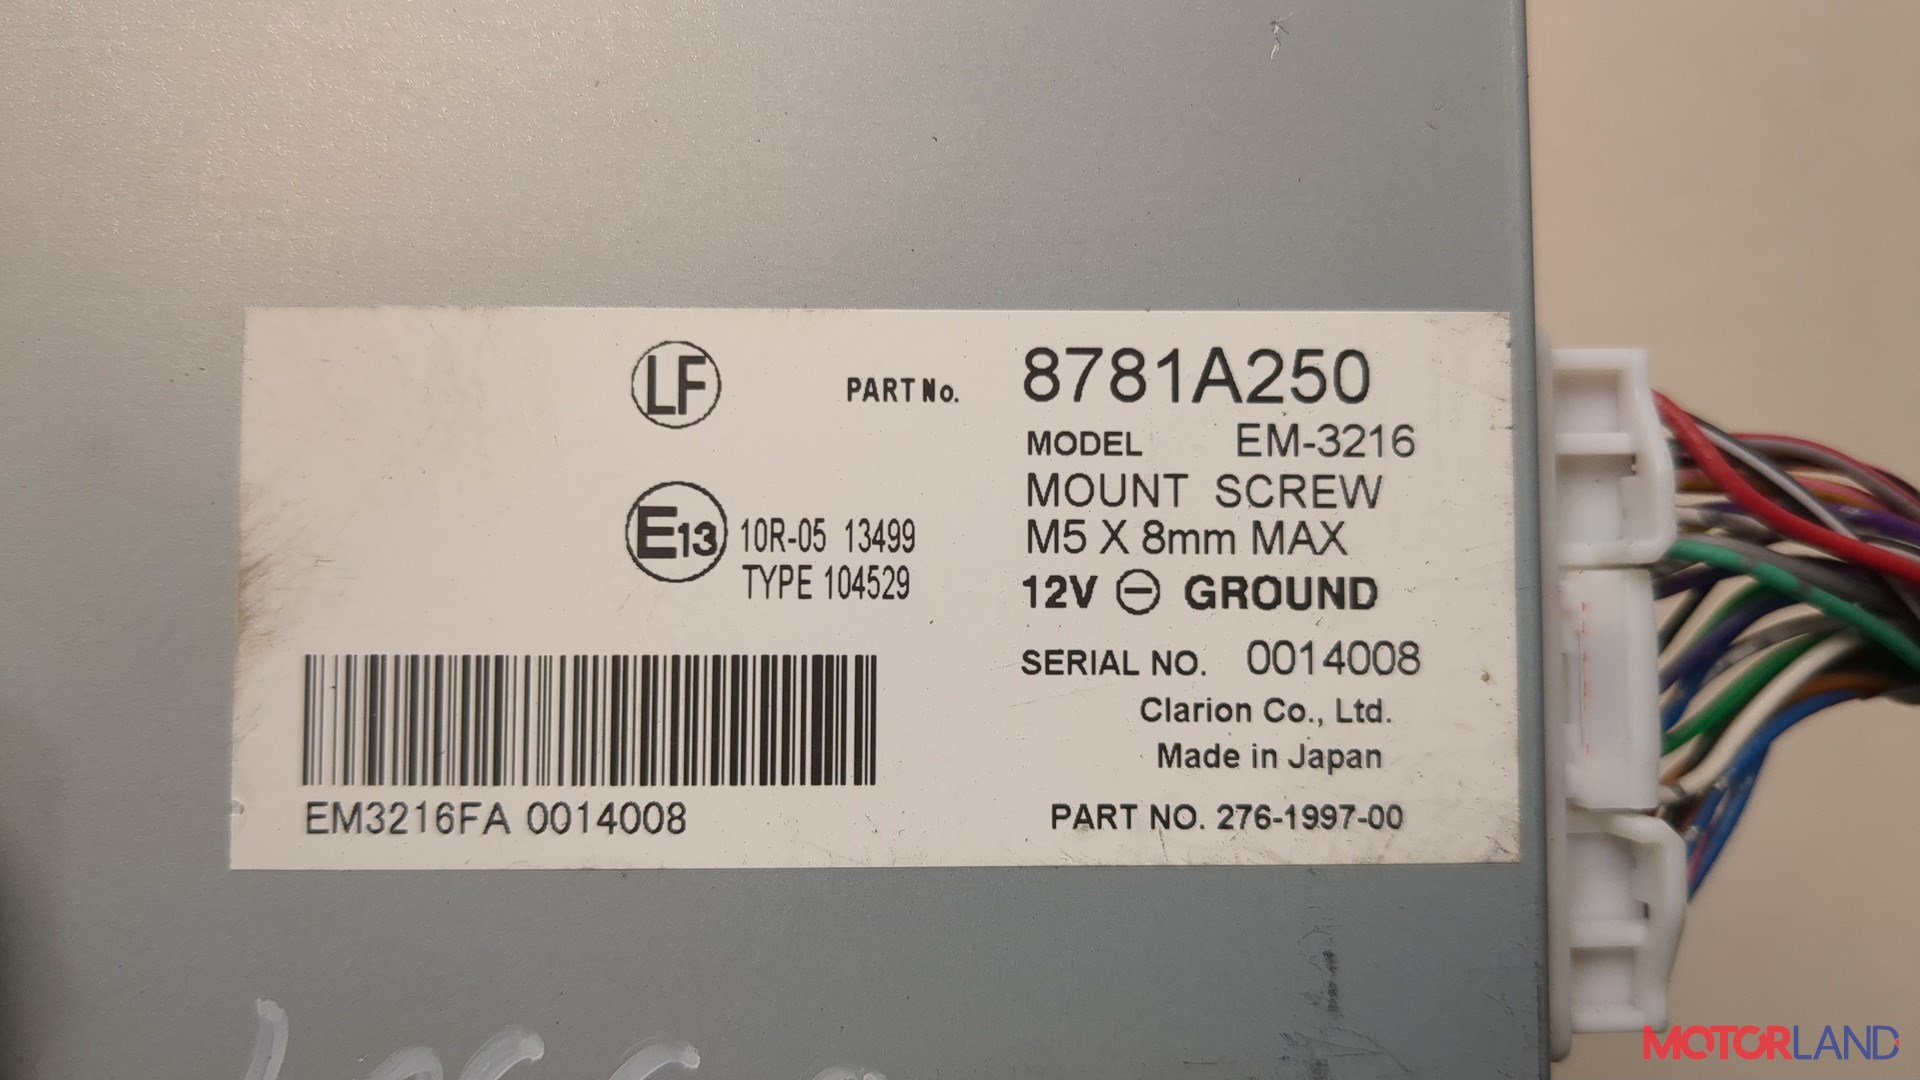 LF
PART No. 8781A250
MODEL EM-3216
MOUNT SCREW
M5 X 8mm MAX
E13 10R-05 13499
TYPE 104529
12V ⊖ GROUND
SERIAL NO. 0014008
Clarion Co., Ltd.
Made in Japan
EM3216FA 0014008
PART NO. 276-1997-00
MOTORLAND